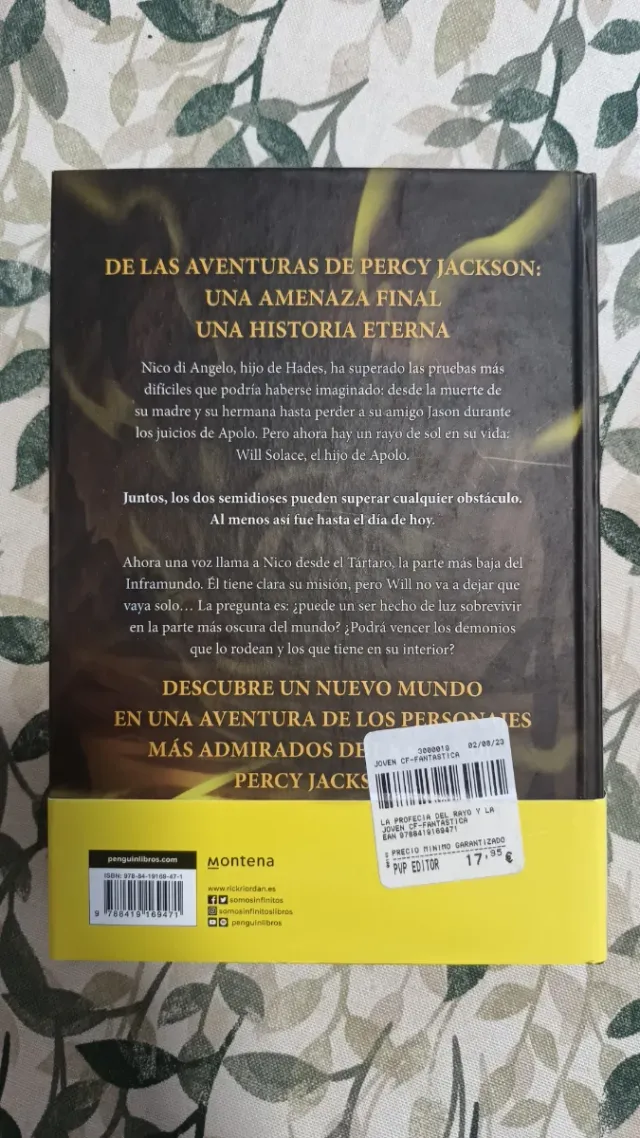 DE LAS AVENTURAS DE PERCY JACKSON:
UNA AMENAZA FINAL
UNA HISTORIA ETERNA
Nico di Angelo, hijo de Hades, ha superado las pruebas más
difíciles que podría haberse imaginado: desde la muerte de
su madre y su hermana hasta perder a su amigo Jason durante
los juicios de Apolo. Pero ahora hay un rayo de sol en su vida:
Will Solace, el hijo de Apolo.
Juntos, los dos semidioses pueden superar cualquier obstáculo.
Al menos así fue hasta el día de hoy.
Ahora una voz llama a Nico desde el Tártaro, la parte más baja del
Inframundo. Él tiene clara su misión, pero Will no va a dejar que
vaya solo... La pregunta es: ¿puede un ser hecho de luz sobrevivir
en la parte más oscura del mundo? ¿Podrá vencer los demonios
que lo rodean y los que tiene en su interior?
DESCUBRE UN NUEVO MUNDO
EN UNA AVENTURA DE LOS PERSONAJES
MÁS ADMIRADOS DE
PERCY JACKS
3080019 02/06/23
JOVEN CF-FANTASTICA
LA PROFECIA DEL RAYO Y LA
JOVEN CF-FANTASTICA
EAN 9788419169471
PRECIO MINIMO GARANTIZADO
PVP EDITOR 17,95 €
penguinlibros.com
ISBN: 978-84-19169-47-1
9 788419 169471
Montena
www.rickriordan.es
somosinfinitos
somosinfinitoslibros
penguinlibros